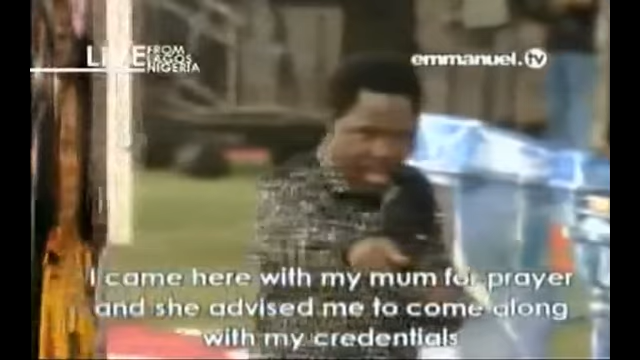 LIVE FROM
LAGOS
NIGERIA
emmanuel.tv
I came here with my mum for prayer
and she advised me to come along
with my credentials